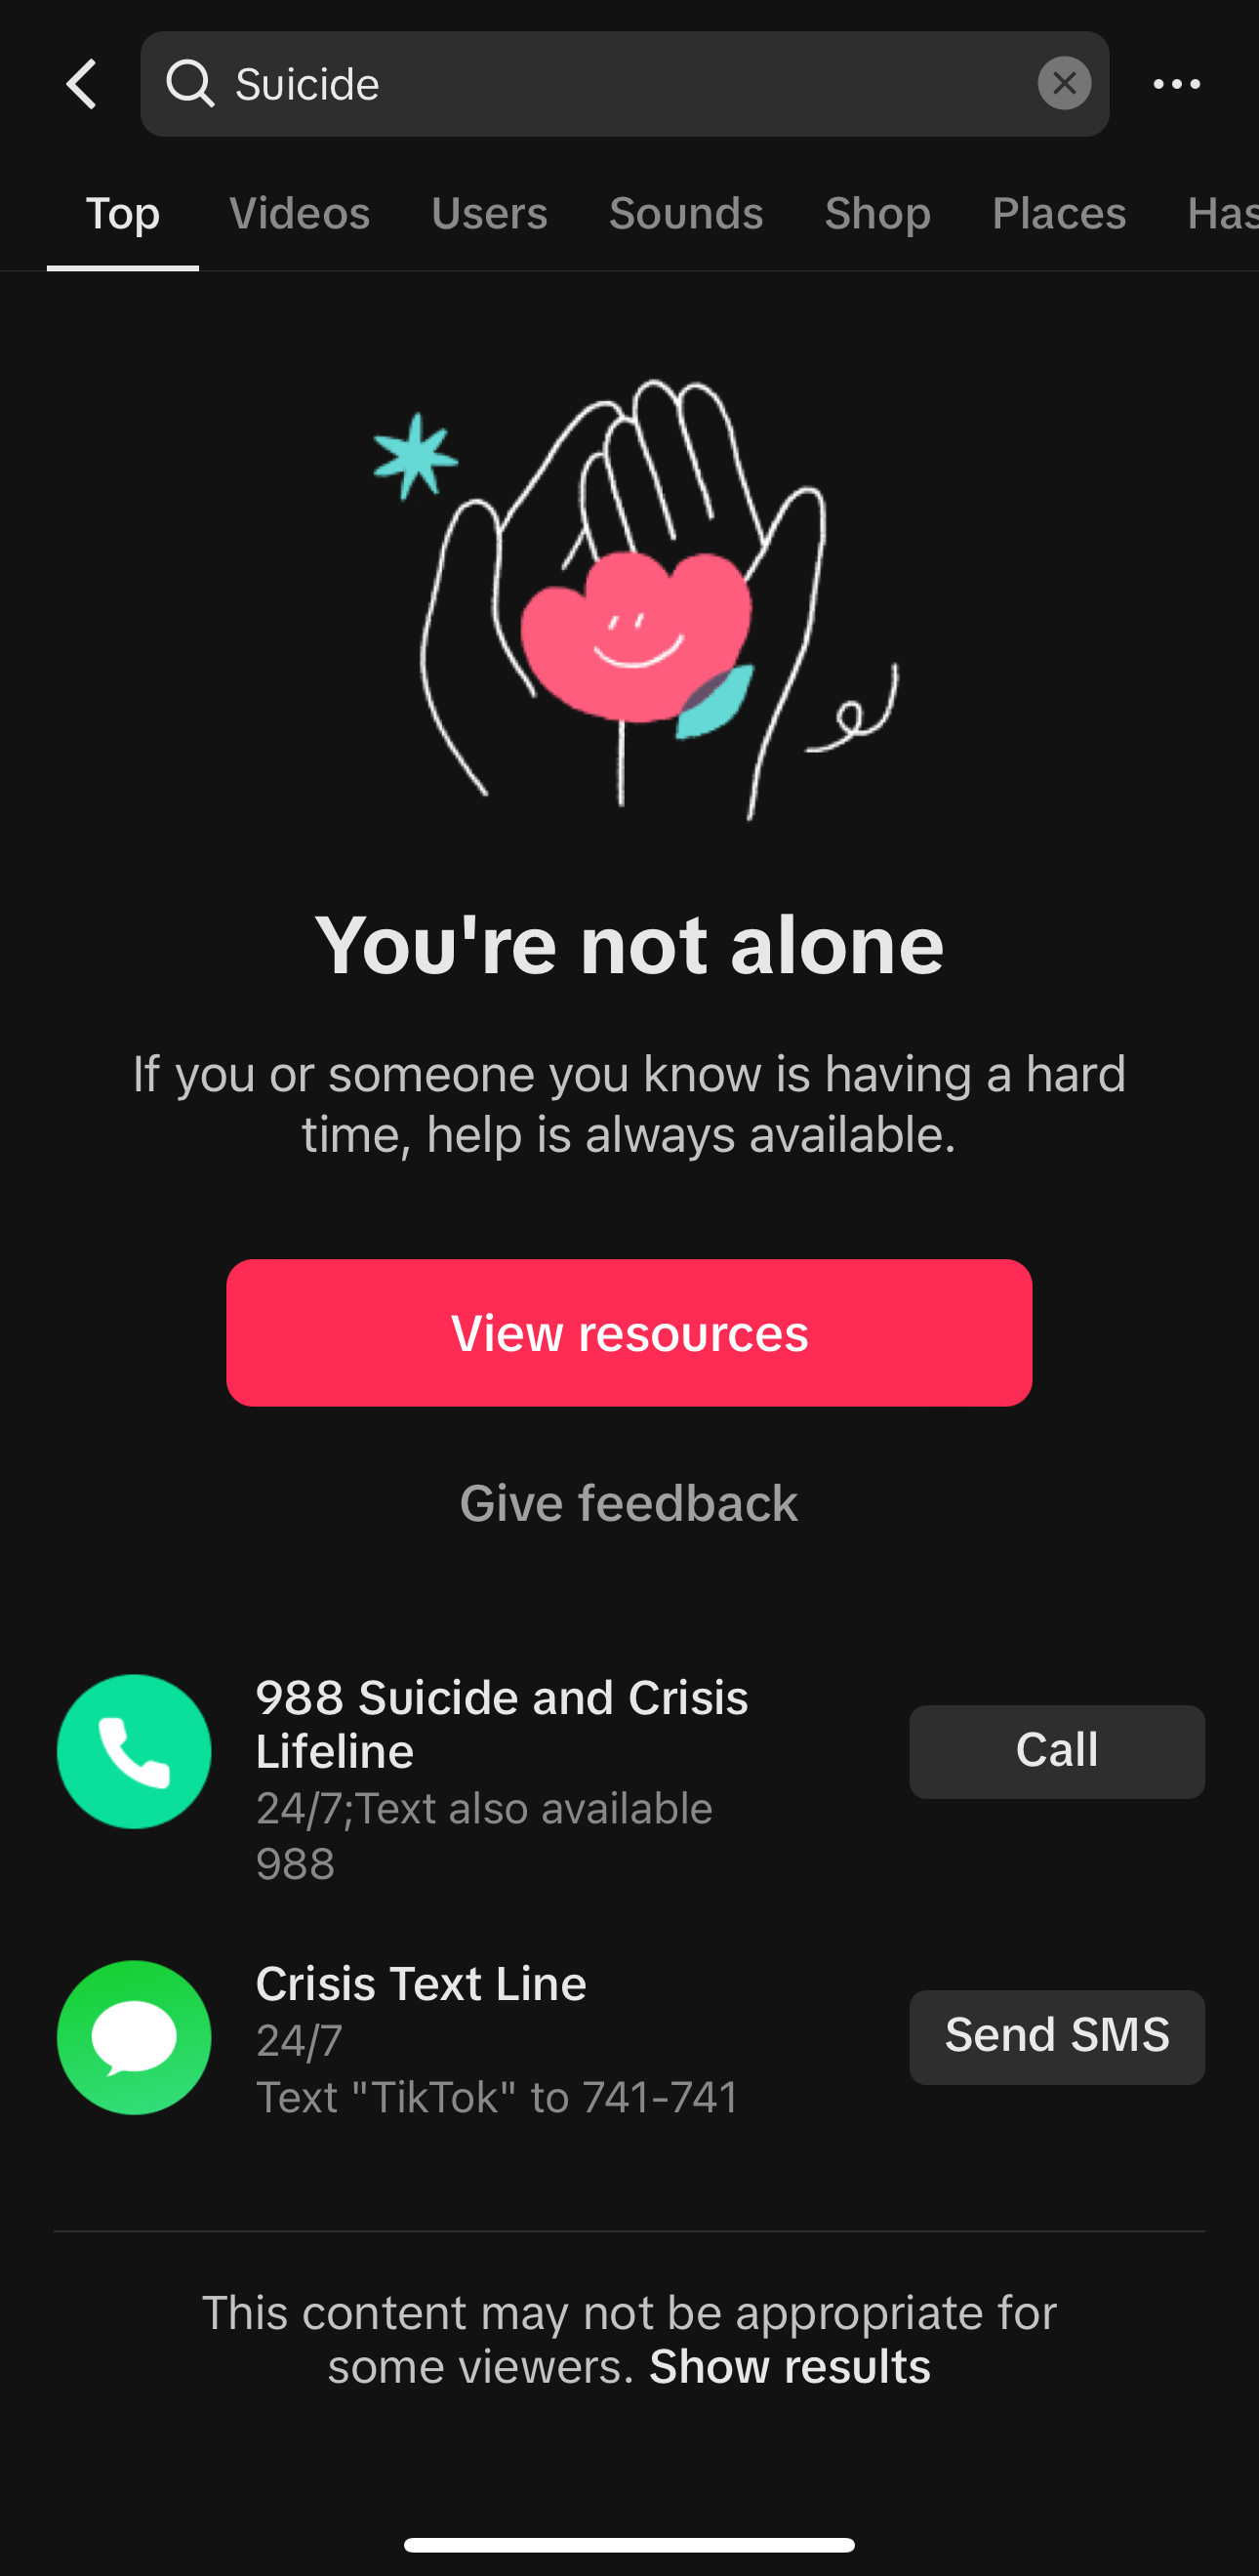 Suicide
Top Videos Users Sounds Shop Places Has
You're not alone
If you or someone you know is having a hard
time, help is always available.
View resources
Give feedback
988 Suicide and Crisis
Lifeline
24/7;Text also available
988
Call
Crisis Text Line
24/7
Text "TikTok" to 741-741
Send SMS
This content may not be appropriate for
some viewers. Show results